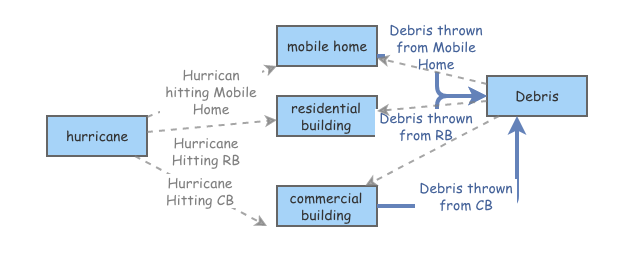 mobile home
Debris thrown
from Mobile
Home
Hurrican
hitting Mobile
Home
residential
building
Debris
hurricane
Debris thrown
from RB
Hurricane
Hitting RB
Hurricane
Hitting CB
commercial
building
Debris thrown
from CB